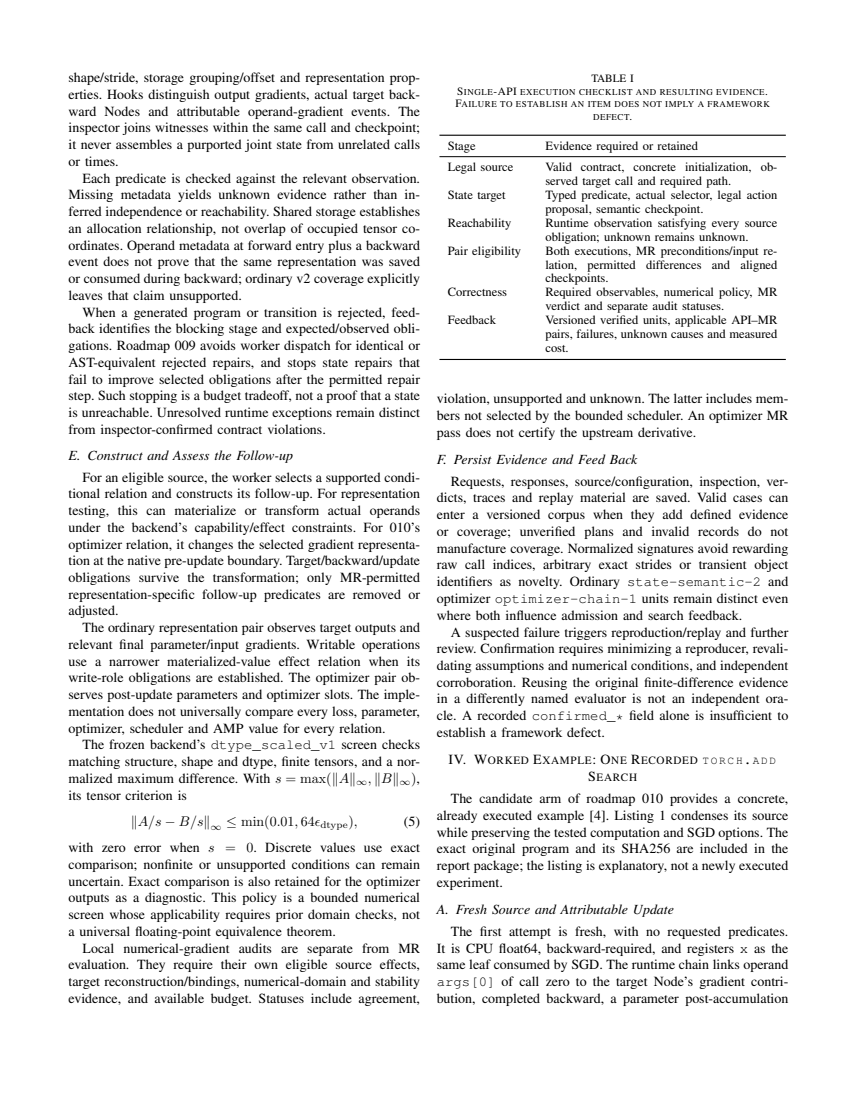 shape/stride, storage grouping/offset and representation prop-
erties. Hooks distinguish output gradients, actual target back-
ward Nodes and attributable operand-gradient events. The
inspector joins witnesses within the same call and checkpoint;
it never assembles a purported joint state from unrelated calls
or times.
Each predicate is checked against the relevant observation.
Missing metadata yields unknown evidence rather than in-
ferred independence or reachability. Shared storage establishes
an allocation relationship, not overlap of occupied tensor co-
ordinates. Operand metadata at forward entry plus a backward
event does not prove that the same representation was saved
or consumed during backward; ordinary v2 coverage explicitly
leaves that claim unsupported.
When a generated program or transition is rejected, feed-
back identifies the blocking stage and expected/observed obli-
gations. Roadmap 009 avoids worker dispatch for identical or
AST-equivalent rejected repairs, and stops state repairs that
fail to improve selected obligations after the permitted repair
step. Such stopping is a budget tradeoff, not a proof that a state
is unreachable. Unresolved runtime exceptions remain distinct
from inspector-confirmed contract violations.
E. Construct and Assess the Follow-up
For an eligible source, the worker selects a supported condi-
tional relation and constructs its follow-up. For representation
testing, this can materialize or transform actual operands
under the backend's capability/effect constraints. For 010's
optimizer relation, it changes the selected gradient representa-
tion at the native pre-update boundary. Target/backward/update
obligations survive the transformation; only MR-permitted
representation-specific follow-up predicates are removed or
adjusted.
The ordinary representation pair observes target outputs and
relevant final parameter/input gradients. Writable operations
use a narrower materialized-value effect relation when its
write-role obligations are established. The optimizer pair ob-
serves post-update parameters and optimizer slots. The imple-
mentation does not universally compare every loss, parameter,
optimizer, scheduler and AMP value for every relation.
The frozen backend's dtype_scaled_v1 screen checks
matching structure, shape and dtype, finite tensors, and a nor-
malized maximum difference. With s = max(‖A‖∞, ‖B‖∞),
its tensor criterion is
‖A/s − B/s‖∞ ≤ min(0.01, 64ϵdtype), (5)
with zero error when s = 0. Discrete values use exact
comparison; nonfinite or unsupported conditions can remain
uncertain. Exact comparison is also retained for the optimizer
outputs as a diagnostic. This policy is a bounded numerical
screen whose applicability requires prior domain checks, not
a universal floating-point equivalence theorem.
Local numerical-gradient audits are separate from MR
evaluation. They require their own eligible source effects,
target reconstruction/bindings, numerical-domain and stability
evidence, and available budget. Statuses include agreement,
TABLE I
SINGLE-API EXECUTION CHECKLIST AND RESULTING EVIDENCE.
FAILURE TO ESTABLISH AN ITEM DOES NOT IMPLY A FRAMEWORK
DEFECT.
Stage Evidence required or retained
Legal source Valid contract, concrete initialization, ob-
served target call and required path.
State target Typed predicate, actual selector, legal action
proposal, semantic checkpoint.
Reachability Runtime observation satisfying every source
obligation; unknown remains unknown.
Pair eligibility Both executions, MR preconditions/input re-
lation, permitted differences and aligned
checkpoints.
Correctness Required observables, numerical policy, MR
verdict and separate audit statuses.
Feedback Versioned verified units, applicable API–MR
pairs, failures, unknown causes and measured
cost.
violation, unsupported and unknown. The latter includes mem-
bers not selected by the bounded scheduler. An optimizer MR
pass does not certify the upstream derivative.
F. Persist Evidence and Feed Back
Requests, responses, source/configuration, inspection, ver-
dicts, traces and replay material are saved. Valid cases can
enter a versioned corpus when they add defined evidence
or coverage; unverified plans and invalid records do not
manufacture coverage. Normalized signatures avoid rewarding
raw call indices, arbitrary exact strides or transient object
identifiers as novelty. Ordinary state-semantic-2 and
optimizer optimizer-chain-1 units remain distinct even
where both influence admission and search feedback.
A suspected failure triggers reproduction/replay and further
review. Confirmation requires minimizing a reproducer, revali-
dating assumptions and numerical conditions, and independent
corroboration. Reusing the original finite-difference evidence
in a differently named evaluator is not an independent ora-
cle. A recorded confirmed_* field alone is insufficient to
establish a framework defect.
IV. WORKED EXAMPLE: ONE RECORDED TORCH.ADD
SEARCH
The candidate arm of roadmap 010 provides a concrete,
already executed example [4]. Listing 1 condenses its source
while preserving the tested computation and SGD options. The
exact original program and its SHA256 are included in the
report package; the listing is explanatory, not a newly executed
experiment.
A. Fresh Source and Attributable Update
The first attempt is fresh, with no requested predicates.
It is CPU float64, backward-required, and registers x as the
same leaf consumed by SGD. The runtime chain links operand
args[0] of call zero to the target Node's gradient contri-
bution, completed backward, a parameter post-accumulation